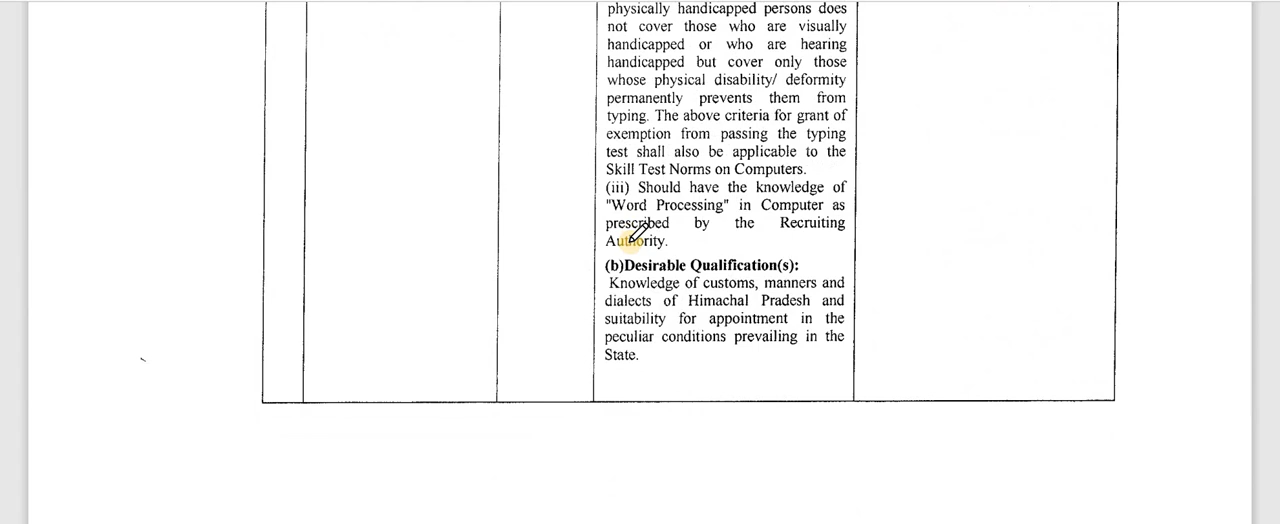 physically handicapped persons does
not cover those who are visually
handicapped or who are hearing
handicapped but cover only those
whose physical disability/ deformity
permanently prevents them from
typing. The above criteria for grant of
exemption from passing the typing
test shall also be applicable to the
Skill Test Norms on Computers.
(iii) Should have the knowledge of
"Word Processing" in Computer as
prescribed by the Recruiting
Authority.
(b)Desirable Qualification(s):
Knowledge of customs, manners and
dialects of Himachal Pradesh and
suitability for appointment in the
peculiar conditions prevailing in the
State.